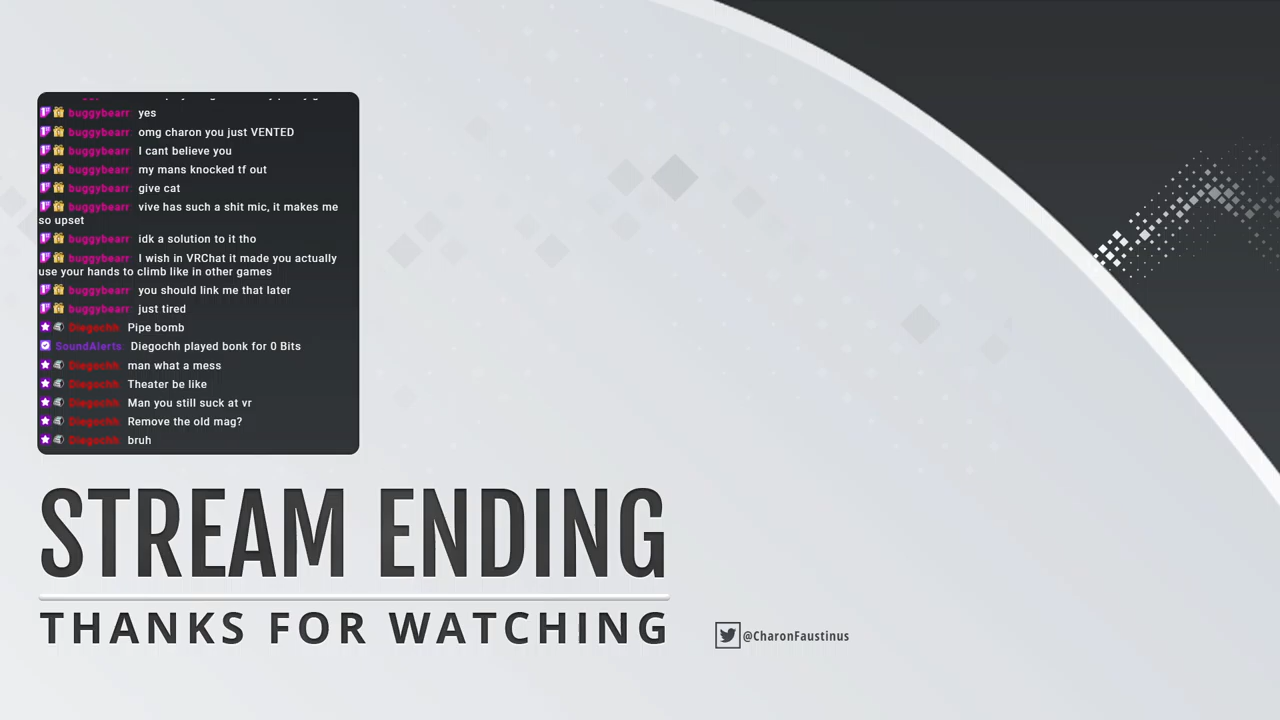 buggybearr: yes
buggybearr: omg charon you just VENTED
buggybearr: I cant believe you
buggybearr: my mans knocked tf out
buggybearr: give cat
buggybearr: vive has such a shit mic, it makes me
so upset
buggybearr: idk a solution to it tho
buggybearr: I wish in VRChat it made you actually
use your hands to climb like in other games
buggybearr: you should link me that later
buggybearr: just tired
Diegochh: Pipe bomb
SoundAlerts: Diegochh played bonk for 0 Bits
Diegochh: man what a mess
Diegochh: Theater be like
Diegochh: Man you still suck at vr
Diegochh: Remove the old mag?
Diegochh: bruh
STREAM ENDING
THANKS FOR WATCHING
@CharonFaustinus